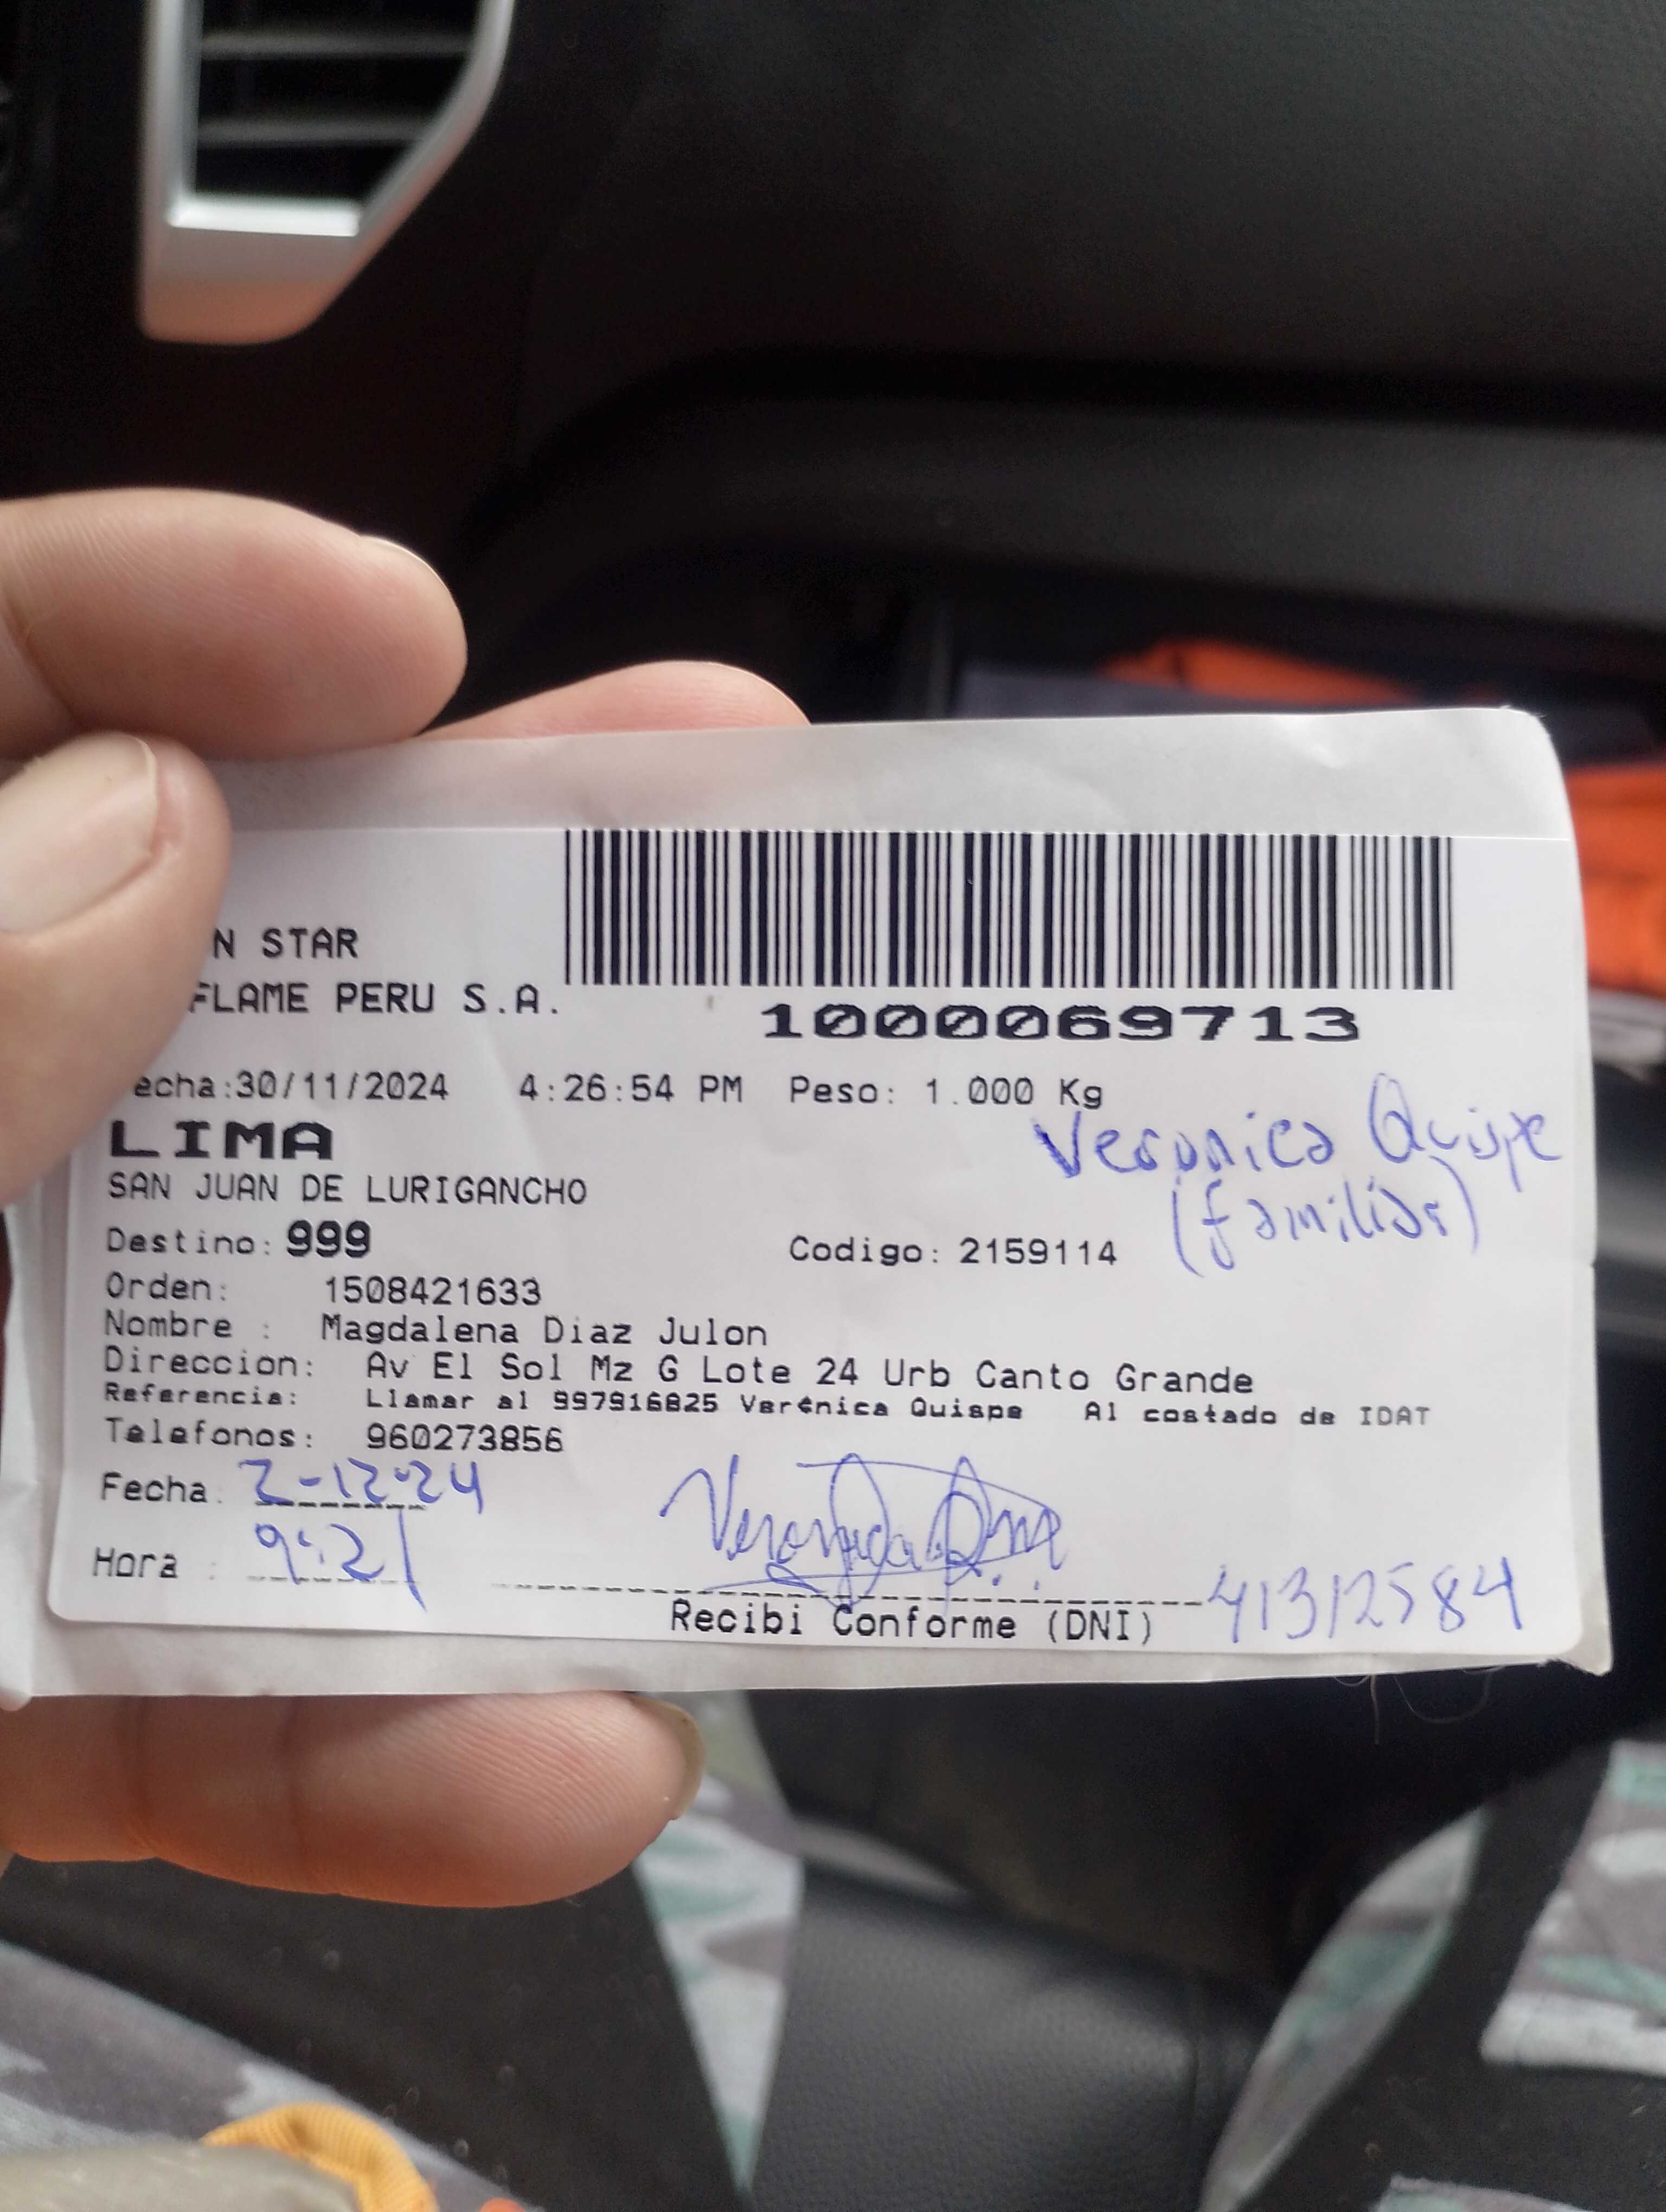 N STAR
FLAME PERU S.A.
1000069713
echa:30/11/2024 4:26:54 PM Peso: 1.000 Kg
LIMA
Veronica Quispe
SAN JUAN DE LURIGANCHO
(familiar)
Destino: 999 Codigo: 2159114
Orden: 1508421633
Nombre : Magdalena Diaz Julon
Direccion: Av El Sol Mz G Lote 24 Urb Canto Grande
Referencia: Llamar al 997916825 Verónica Quispe Al costado de IDAT
Telefonos: 960273856
Fecha: 2-12-24
Hora : 9:21
Recibi Conforme (DNI) 41312584